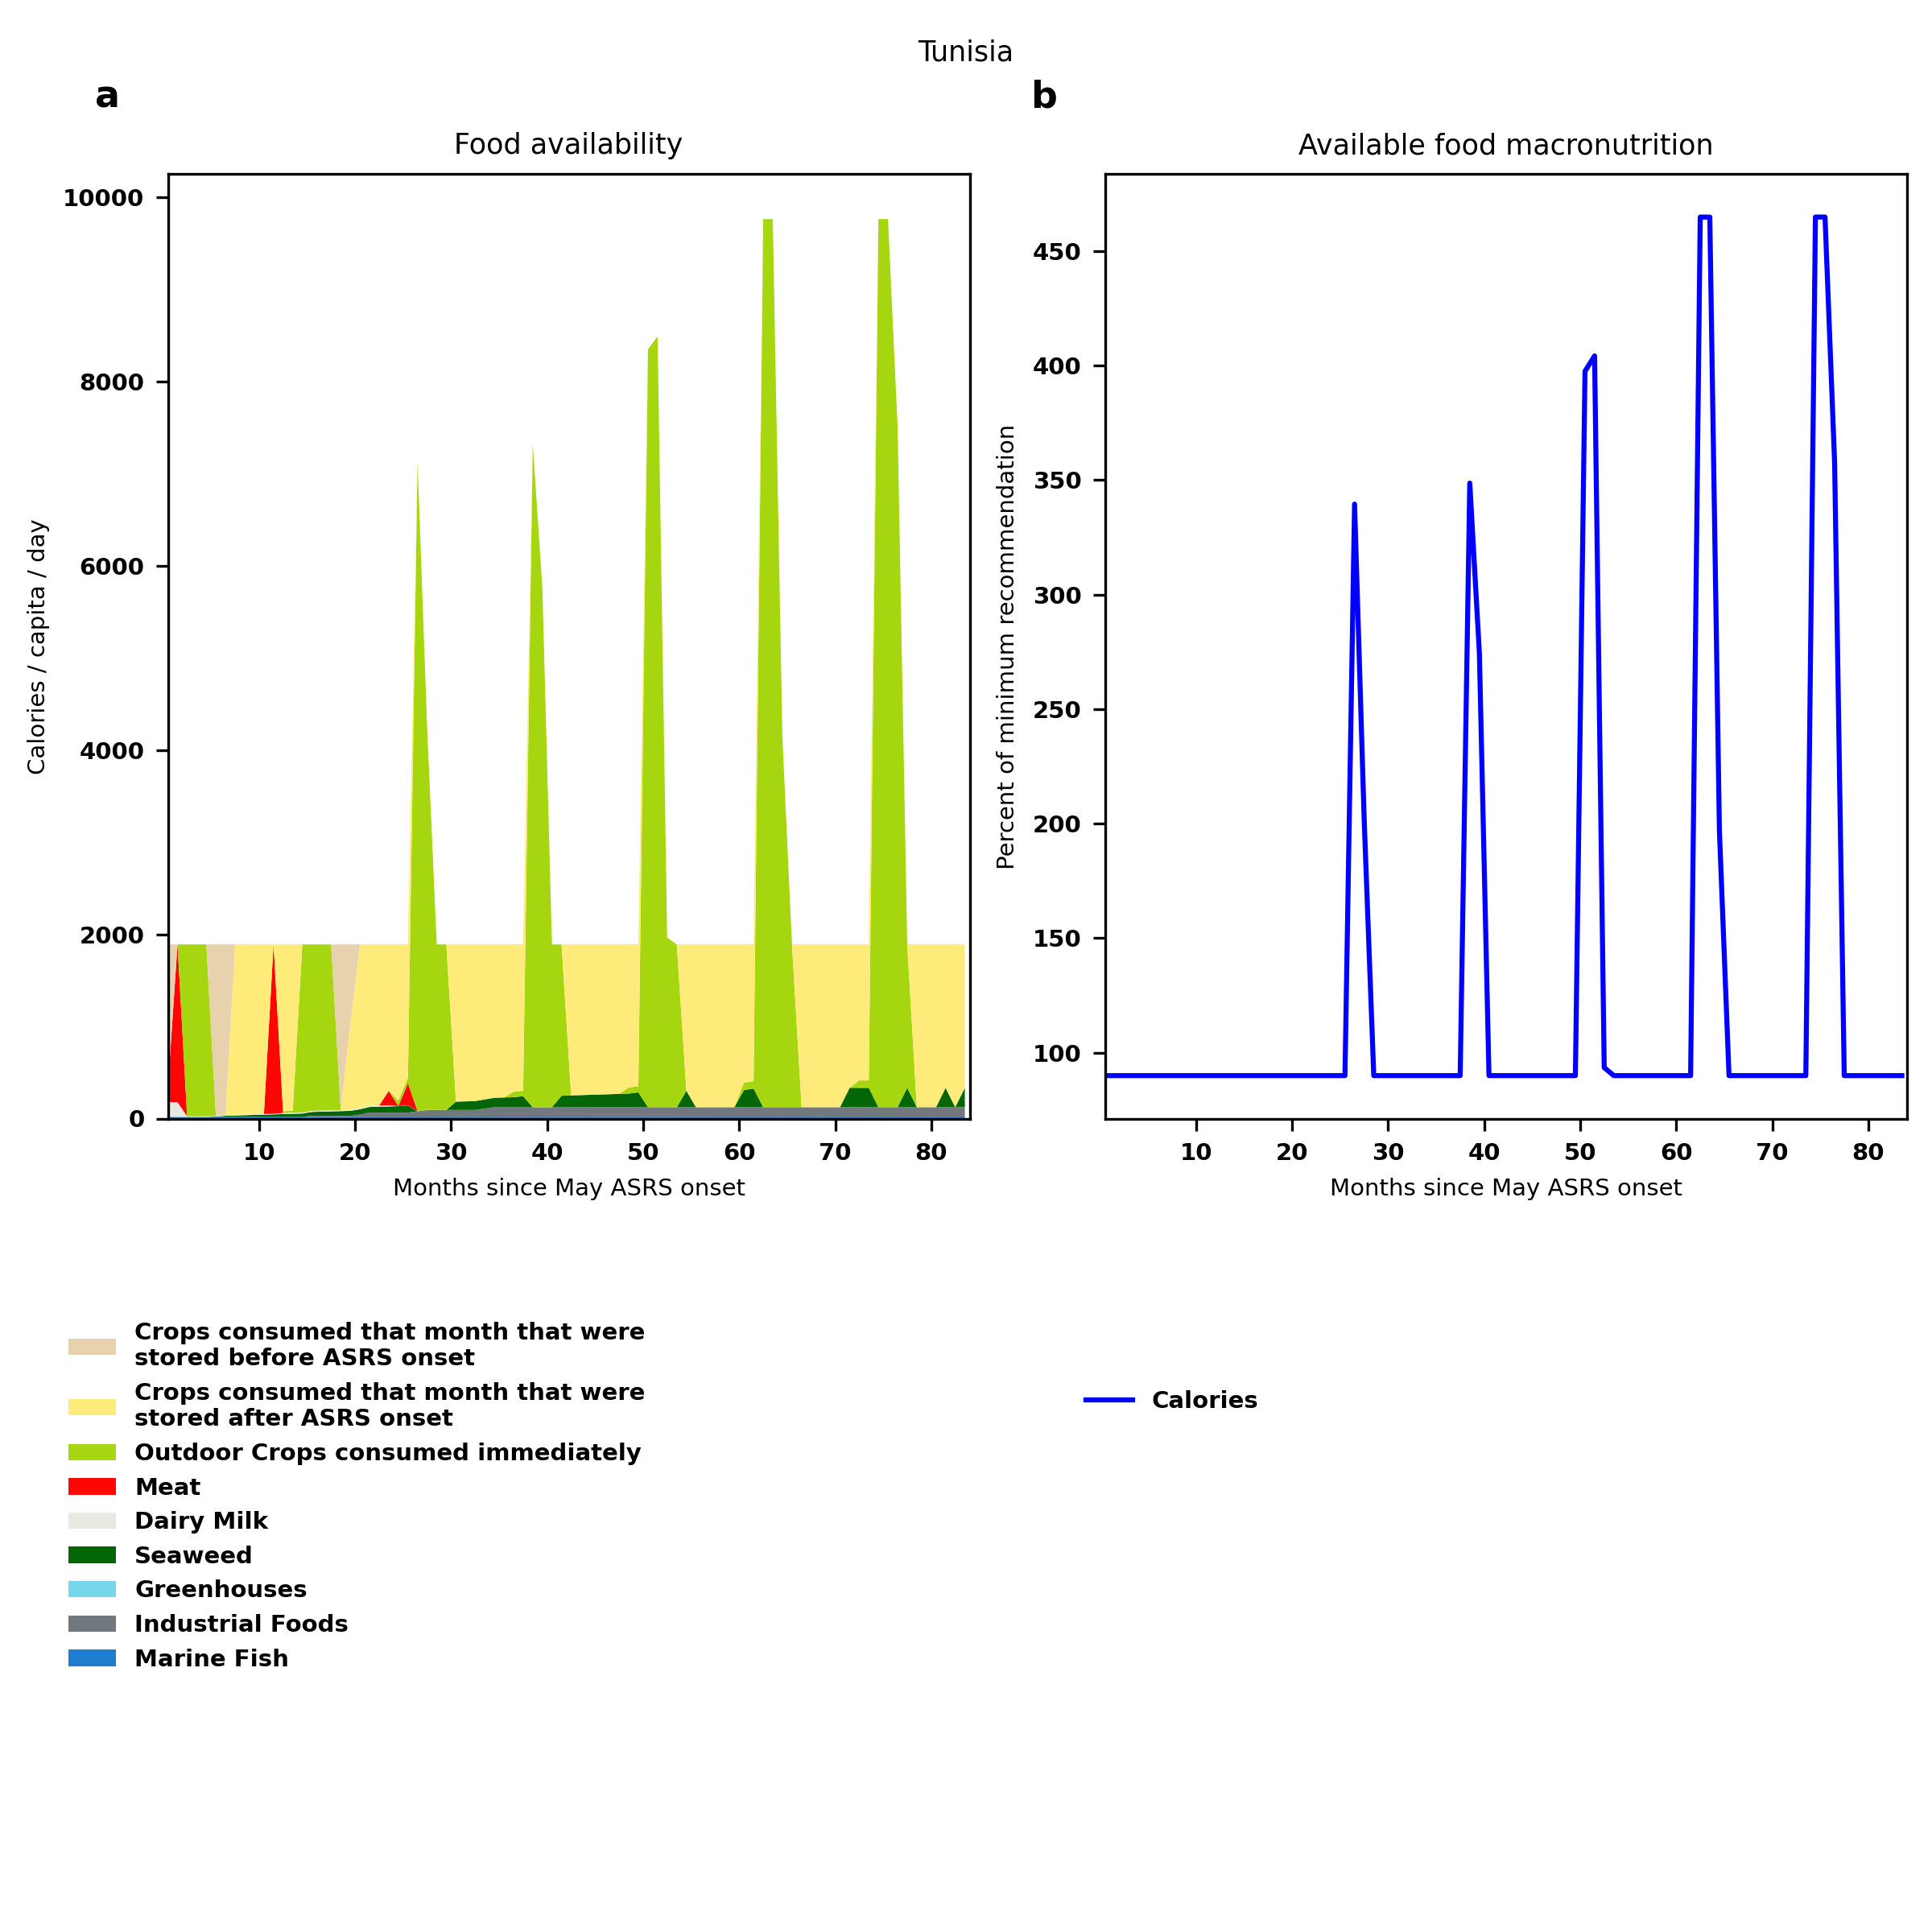 Tunisia
a
b
Food availability
Available food macronutrition
Calories / capita / day
10000
8000
6000
4000
2000
0
10 20 30 40 50 60 70 80
Months since May ASRS onset
Percent of minimum recommendation
450
400
350
300
250
200
150
100
10 20 30 40 50 60 70 80
Months since May ASRS onset
Crops consumed that month that were
stored before ASRS onset
Crops consumed that month that were
stored after ASRS onset
Outdoor Crops consumed immediately
Meat
Dairy Milk
Seaweed
Greenhouses
Industrial Foods
Marine Fish
Calories